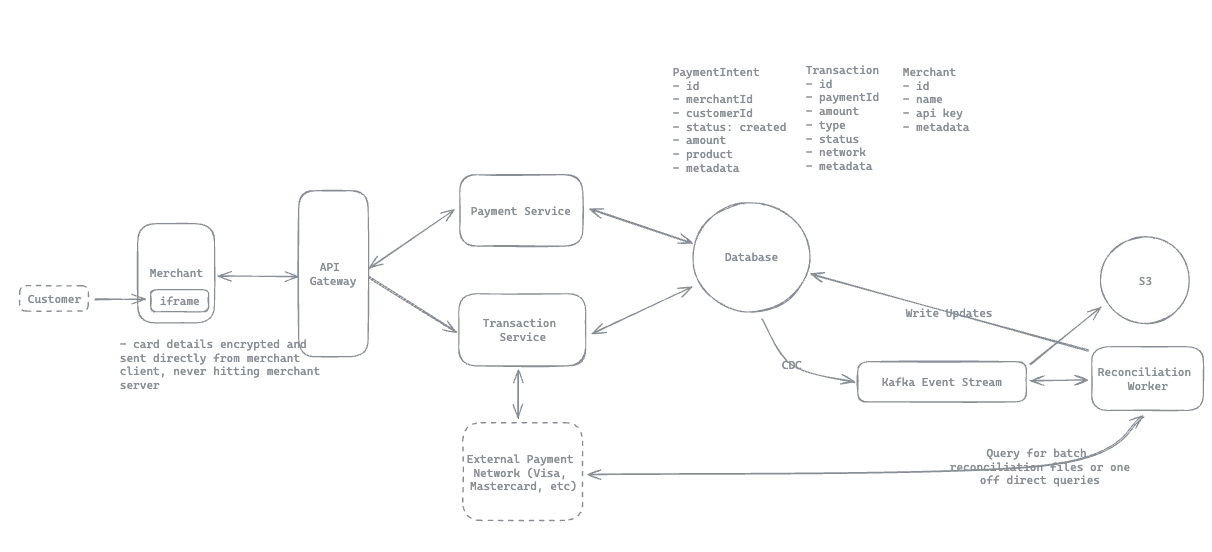 PaymentIntent
- id
- merchantId
- customerId
- status: created
- amount
- product
- metadata
Transaction
- id
- paymentId
- amount
- type
- status
- network
- metadata
Merchant
- id
- name
- api key
- metadata
Customer
Merchant
iframe
- card details encrypted and
sent directly from merchant
client, never hitting merchant
server
API
Gateway
Payment Service
Transaction
Service
External Payment
Network (Visa,
Mastercard, etc)
Database
CDC
Write Updates
Kafka Event Stream
S3
Reconciliation
Worker
Query for batch
reconciliation files or one
off direct queries